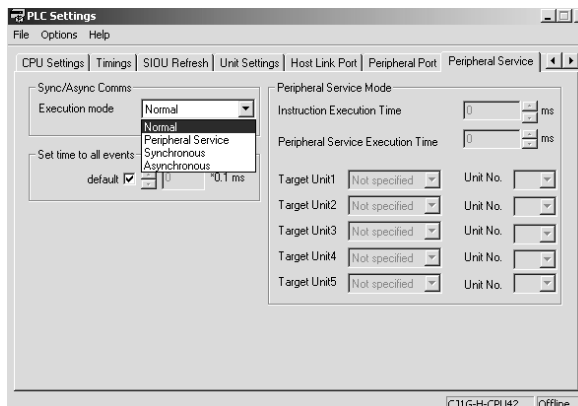 PLC Settings
File Options Help
CPU Settings Timings SIOU Refresh Unit Settings Host Link Port Peripheral Port Peripheral Service
Sync/Async Comms
Execution mode Normal
Normal
Peripheral Service
Synchronous
Asynchronous
Set time to all events
default 0 *0.1 ms
Peripheral Service Mode
Instruction Execution Time 0 ms
Peripheral Service Execution Time 0 ms
Target Unit1 Not specified Unit No.
Target Unit2 Not specified Unit No.
Target Unit3 Not specified Unit No.
Target Unit4 Not specified Unit No.
Target Unit5 Not specified Unit No.
CJ1G-H-CPU42 Offline